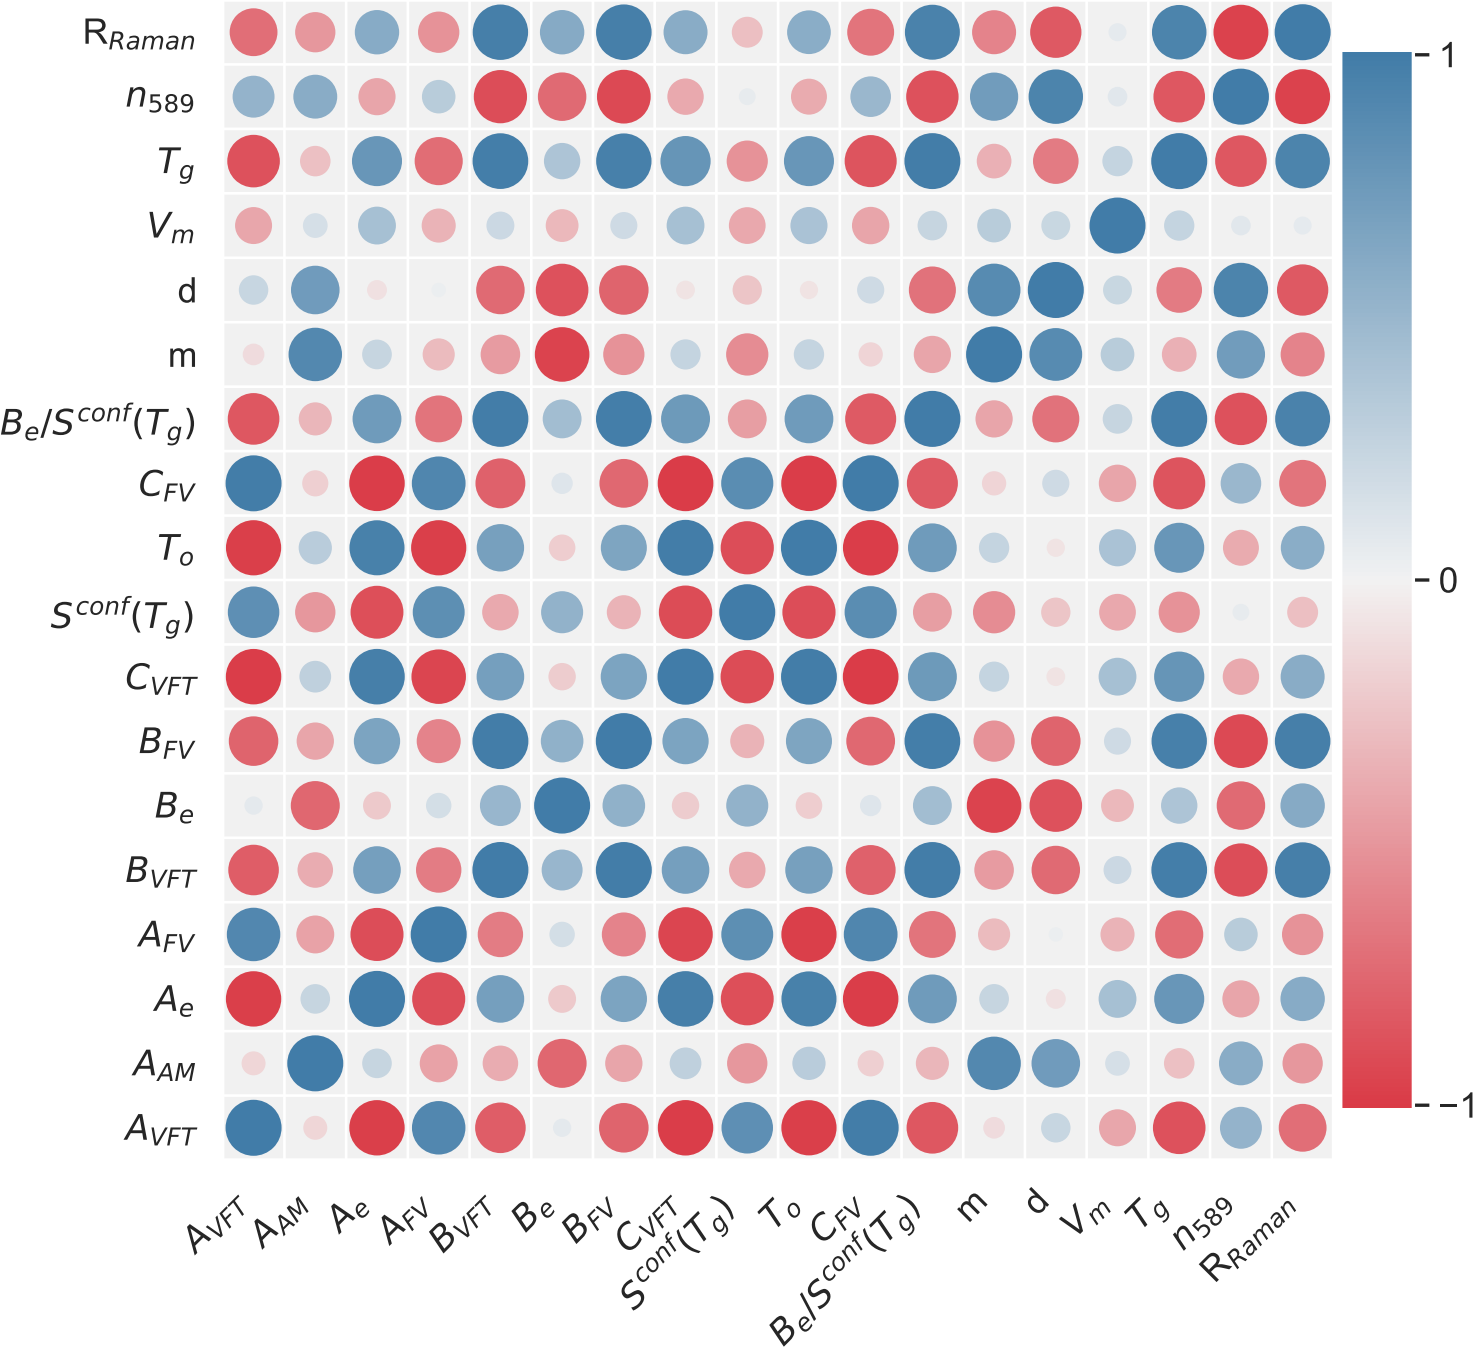 R_Raman
n_589
T_g
V_m
d
m
B_e/S^conf(T_g)
C_FV
T_o
S^conf(T_g)
C_VFT
B_FV
B_e
B_VFT
A_FV
A_e
A_AM
A_VFT
A_VFT
A_AM
A_e
A_FV
B_VFT
B_e
B_FV
C_VFT
S^conf(T_g)
T_o
C_FV
B_e/S^conf(T_g)
m
d
V_m
T_g
n_589
R_Raman
1
0
−1